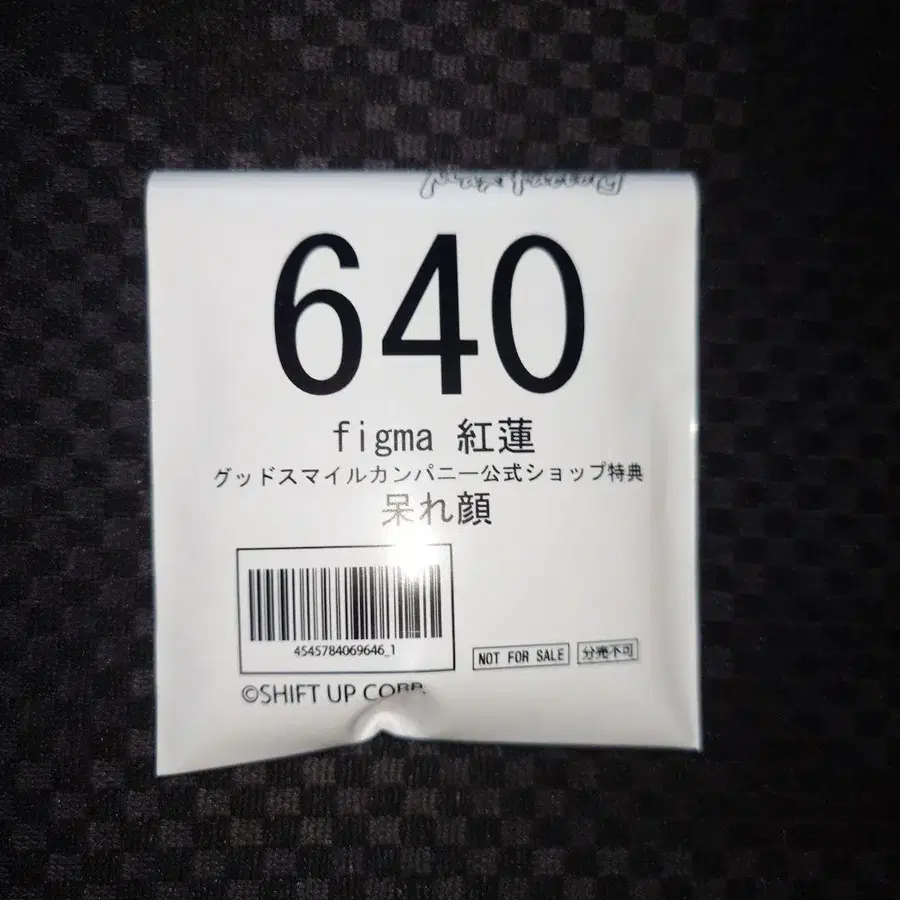 Max Factory
640
figma 紅蓮
グッドスマイルカンパニー公式ショップ特典
呆れ顔
4545784069646_1
NOT FOR SALE 分売不可
©SHIFT UP CORP.